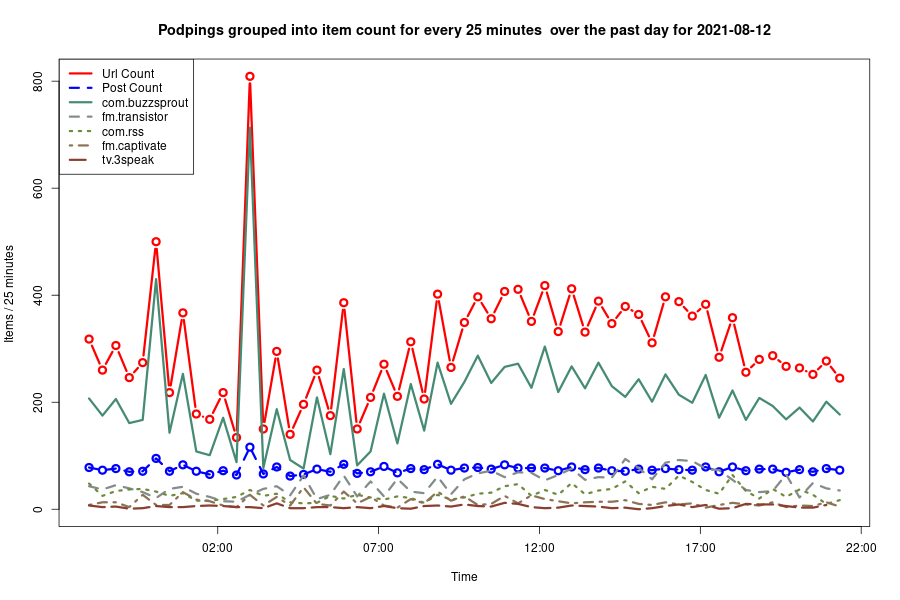 Podpings grouped into item count for every 25 minutes  over the past day for 2021-08-12
Url Count
Post Count
com.buzzsprout
fm.transistor
com.rss
fm.captivate
tv.3speak
Items / 25 minutes
800
600
400
200
0
02:00 07:00 12:00 17:00 22:00
Time